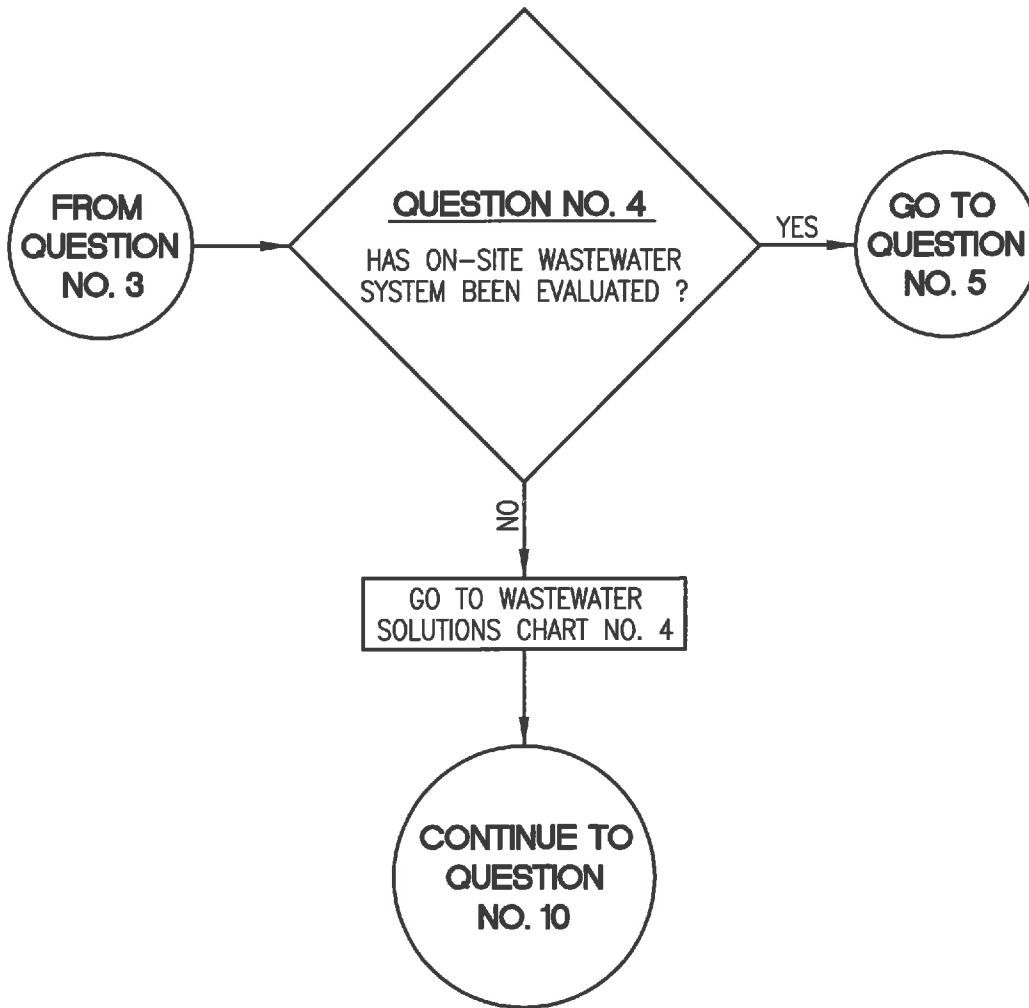 FROM
QUESTION
NO. 3
QUESTION NO. 4
HAS ON-SITE WASTEWATER
SYSTEM BEEN EVALUATED ?
YES
GO TO
QUESTION
NO. 5
NO
GO TO WASTEWATER
SOLUTIONS CHART NO. 4
CONTINUE TO
QUESTION
NO. 10